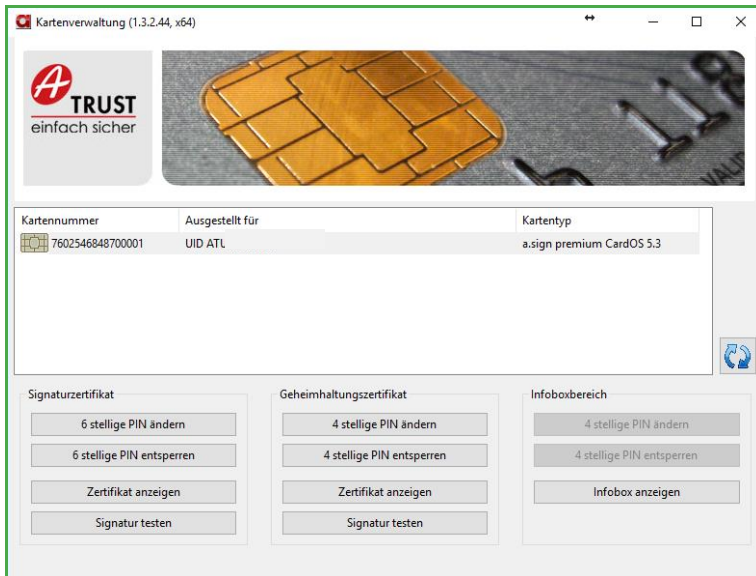 Kartenverwaltung (1.3.2.44, x64)
A
TRUST
einfach sicher
118
VALI
Kartennummer Ausgestellt für Kartentyp
7602546848700001 UID ATU a.sign premium CardOS 5.3
Signaturzertifikat Geheimhaltungszertifikat Infoboxbereich
6 stellige PIN ändern 4 stellige PIN ändern 4 stellige PIN ändern
6 stellige PIN entsperren 4 stellige PIN entsperren 4 stellige PIN entsperren
Zertifikat anzeigen Zertifikat anzeigen Infobox anzeigen
Signatur testen Signatur testen